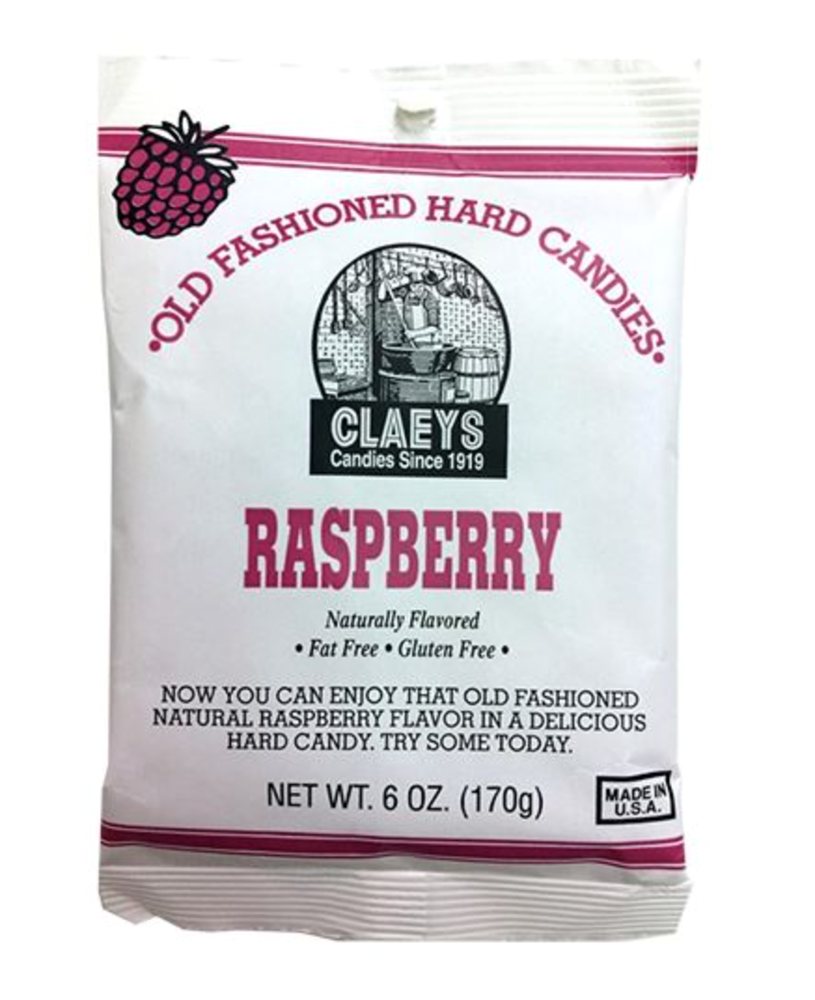 •OLD FASHIONED HARD CANDIES•
CLAEYS
Candies Since 1919
RASPBERRY
Naturally Flavored
• Fat Free • Gluten Free •
NOW YOU CAN ENJOY THAT OLD FASHIONED
NATURAL RASPBERRY FLAVOR IN A DELICIOUS
HARD CANDY. TRY SOME TODAY.
NET WT. 6 OZ. (170g)
MADE IN
U.S.A.